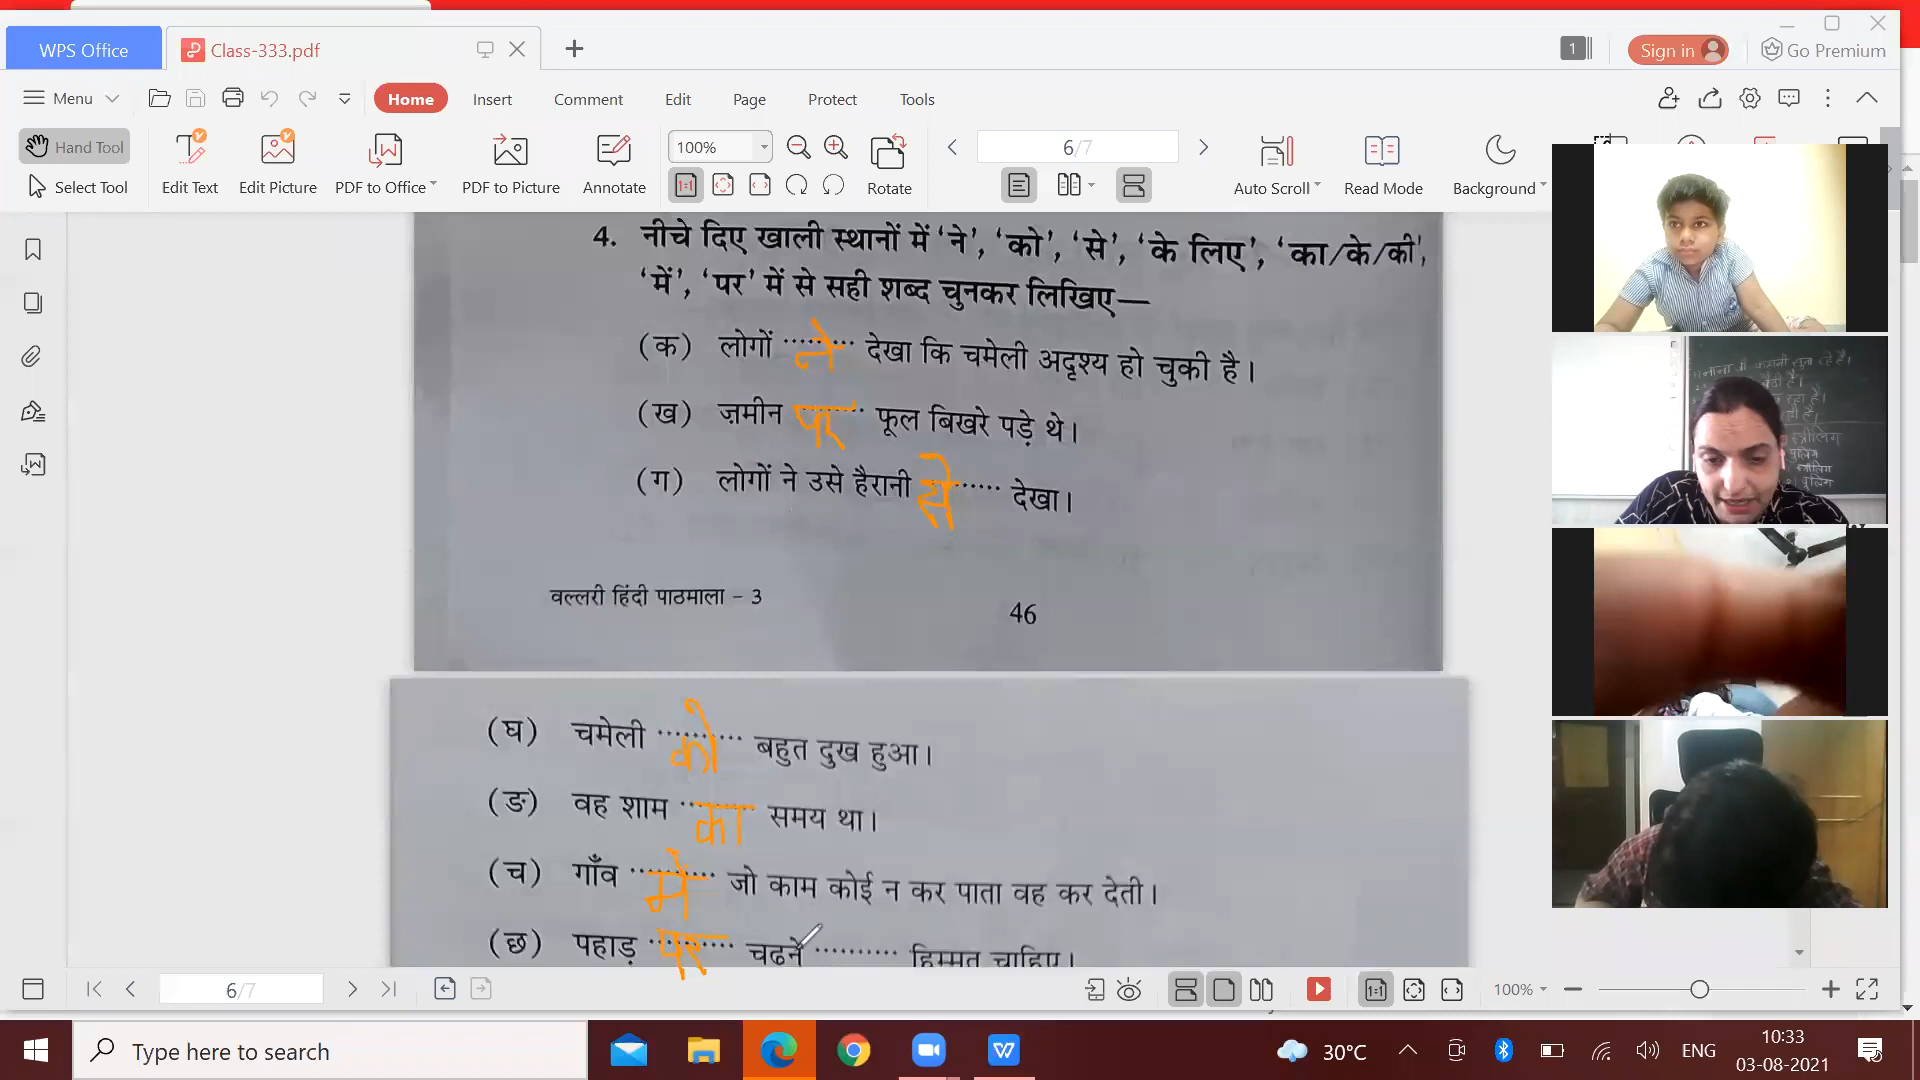 WPS Office
Class-333.pdf
1
Sign in
Go Premium
Menu
Home
Insert
Comment
Edit
Page
Protect
Tools
Hand Tool
Select Tool
Edit Text
Edit Picture
PDF to Office
PDF to Picture
Annotate
100%
Rotate
6/7
Auto Scroll
Read Mode
Background
4. नीचे दिए खाली स्थानों में ‘ने’, ‘को’, ‘से’, ‘के लिए’, ‘का/के/की’,
‘में’, ‘पर’ में से सही शब्द चुनकर लिखिए—
(क) लोगों ने देखा कि चमेली अदृश्य हो चुकी है।
(ख) ज़मीन पर फूल बिखरे पड़े थे।
(ग) लोगों ने उसे हैरानी से देखा।
वल्लरी हिंदी पाठमाला - 3
46
(घ) चमेली को बहुत दुख हुआ।
(ङ) वह शाम का समय था।
(च) गाँव में जो काम कोई न कर पाता वह कर देती।
(छ) पहाड़ पर चढने .......... हिम्मत चाहिए।
स्त्रीलिंग
पुलिंग
स्त्रीलिंग
पुलिंग
6/7
100%
Type here to search
30°C
ENG
10:33
03-08-2021